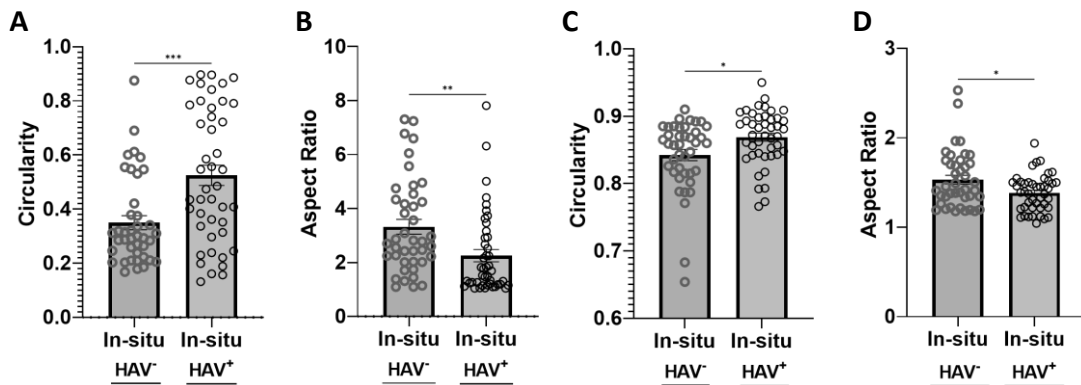 A
Circularity
1.0
0.8
0.6
0.4
0.2
0.0
***
In-situ In-situ
HAV⁻ HAV⁺
B
Aspect Ratio
10
8
6
4
2
0
**
In-situ In-situ
HAV⁻ HAV⁺
C
Circularity
1.0
0.9
0.8
0.7
0.6
*
In-situ In-situ
HAV⁻ HAV⁺
D
Aspect Ratio
3
2
1
0
*
In-situ In-situ
HAV⁻ HAV⁺